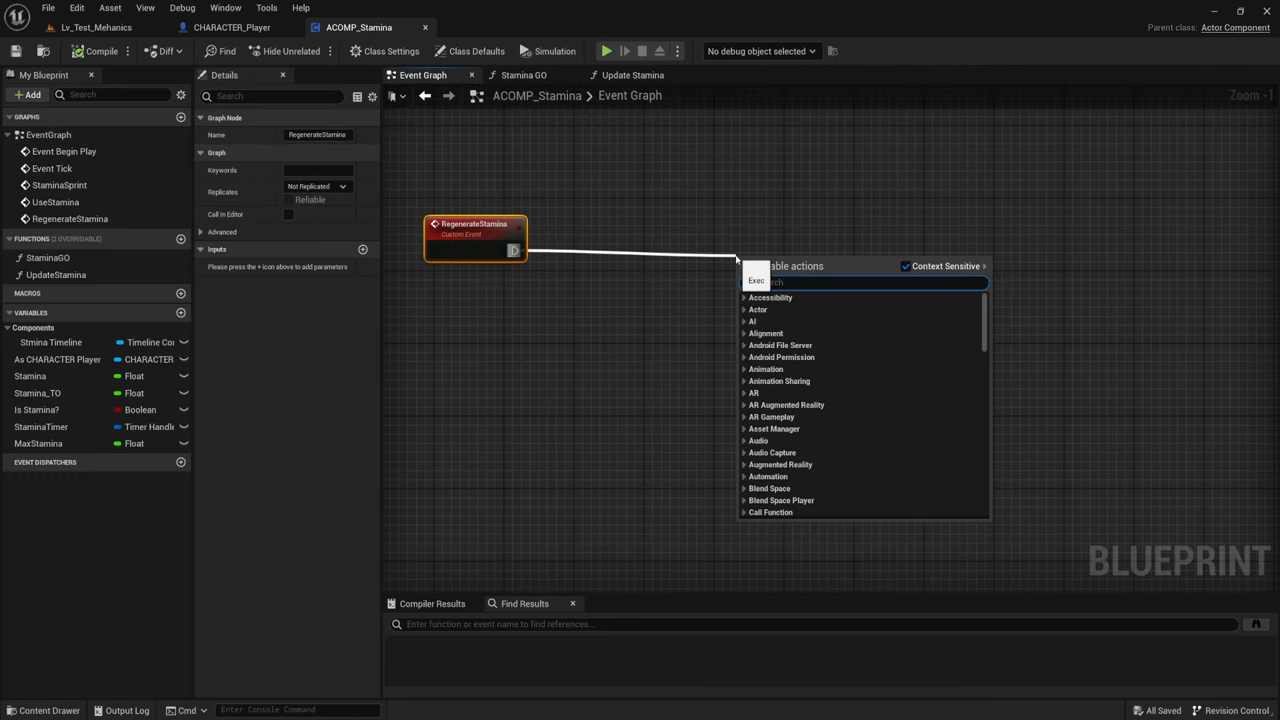 File Edit Asset View Debug Window Tools Help
Lv_Test_Mehanics CHARACTER_Player ACOMP_Stamina Parent class: Actor Component
Compile Diff Find Hide Unrelated Class Settings Class Defaults Simulation No debug object selected
My Blueprint Details Event Graph Stamina GO Update Stamina
Add Search Search ACOMP_Stamina Event Graph Zoom -1
GRAPHS
EventGraph
Event Begin Play
Event Tick
StaminaSprint
UseStamina
RegenerateStamina
FUNCTIONS (2 OVERRIDABLE)
StaminaGO
UpdateStamina
MACROS
VARIABLES
Components
Stmina Timeline Timeline Co
As CHARACTER Player CHARACTER
Stamina Float
Stamina_TO Float
Is Stamina? Boolean
StaminaTimer Timer Handle
MaxStamina Float
EVENT DISPATCHERS
Graph Node
Name RegenerateStamina
Graph
Keywords
Replicates Not Replicated
Reliable
Call In Editor
Advanced
Inputs
Please press the + icon above to add parameters
RegenerateStamina
Custom Event
able actions Context Sensitive
Exec
rch
Accessibility
Actor
AI
Alignment
Android File Server
Android Permission
Animation
Animation Sharing
AR
AR Augmented Reality
AR Gameplay
Asset Manager
Audio
Audio Capture
Augmented Reality
Automation
Blend Space
Blend Space Player
Call Function
BLUEPRINT
Compiler Results Find Results
Enter function or event name to find references...
Content Drawer Output Log Cmd Enter Console Command All Saved Revision Control